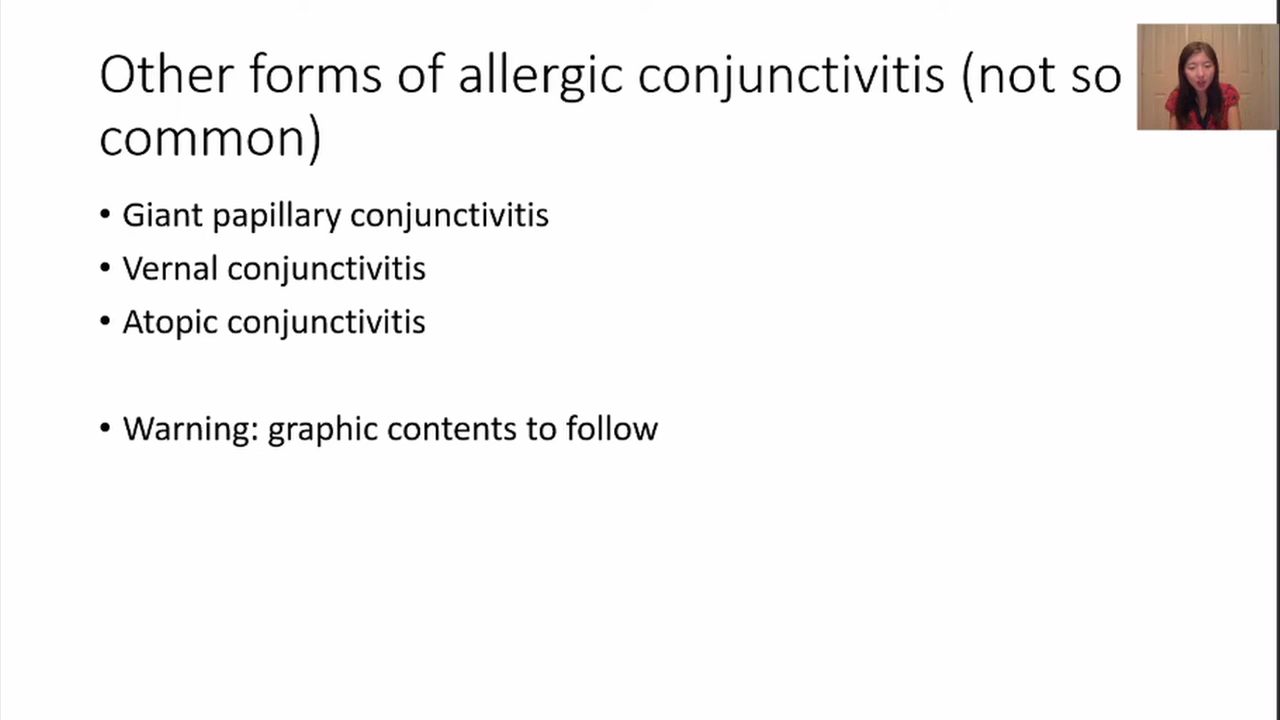 Other forms of allergic conjunctivitis (not so
common)
• Giant papillary conjunctivitis
• Vernal conjunctivitis
• Atopic conjunctivitis
• Warning: graphic contents to follow